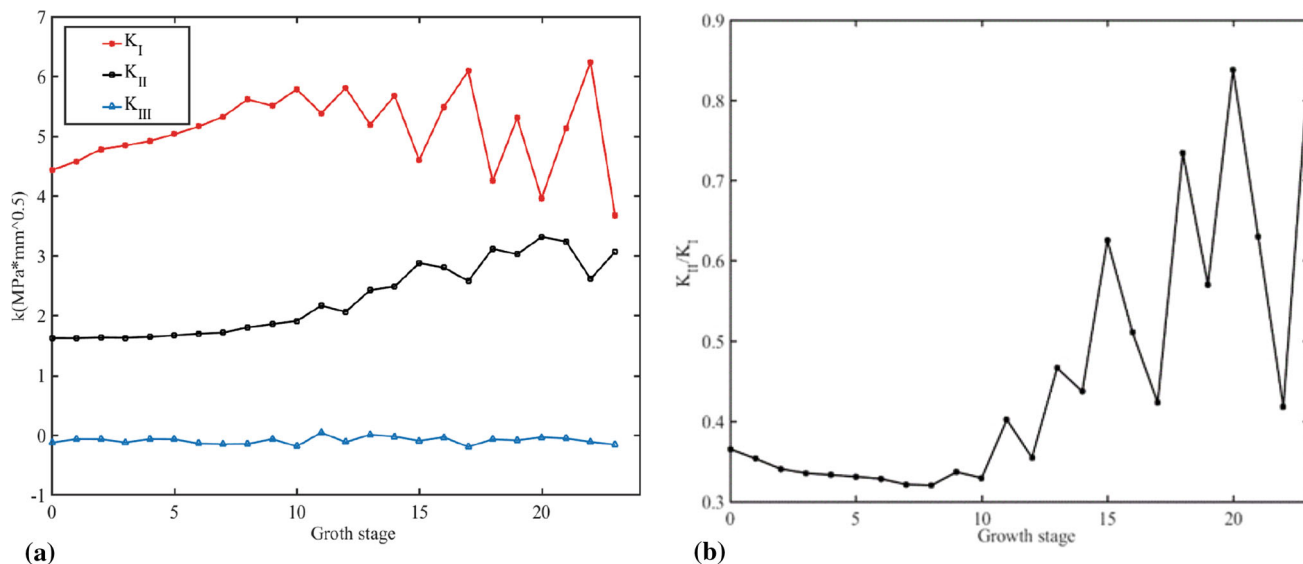 7
6
5
4
3
2
1
0
-1
k(MPa*mm^0.5)
K_I
K_II
K_III
0 5 10 15 20
Groth stage
(a)
0.9
0.8
0.7
0.6
0.5
0.4
0.3
K_II/K_I
0 5 10 15 20
Growth stage
(b)